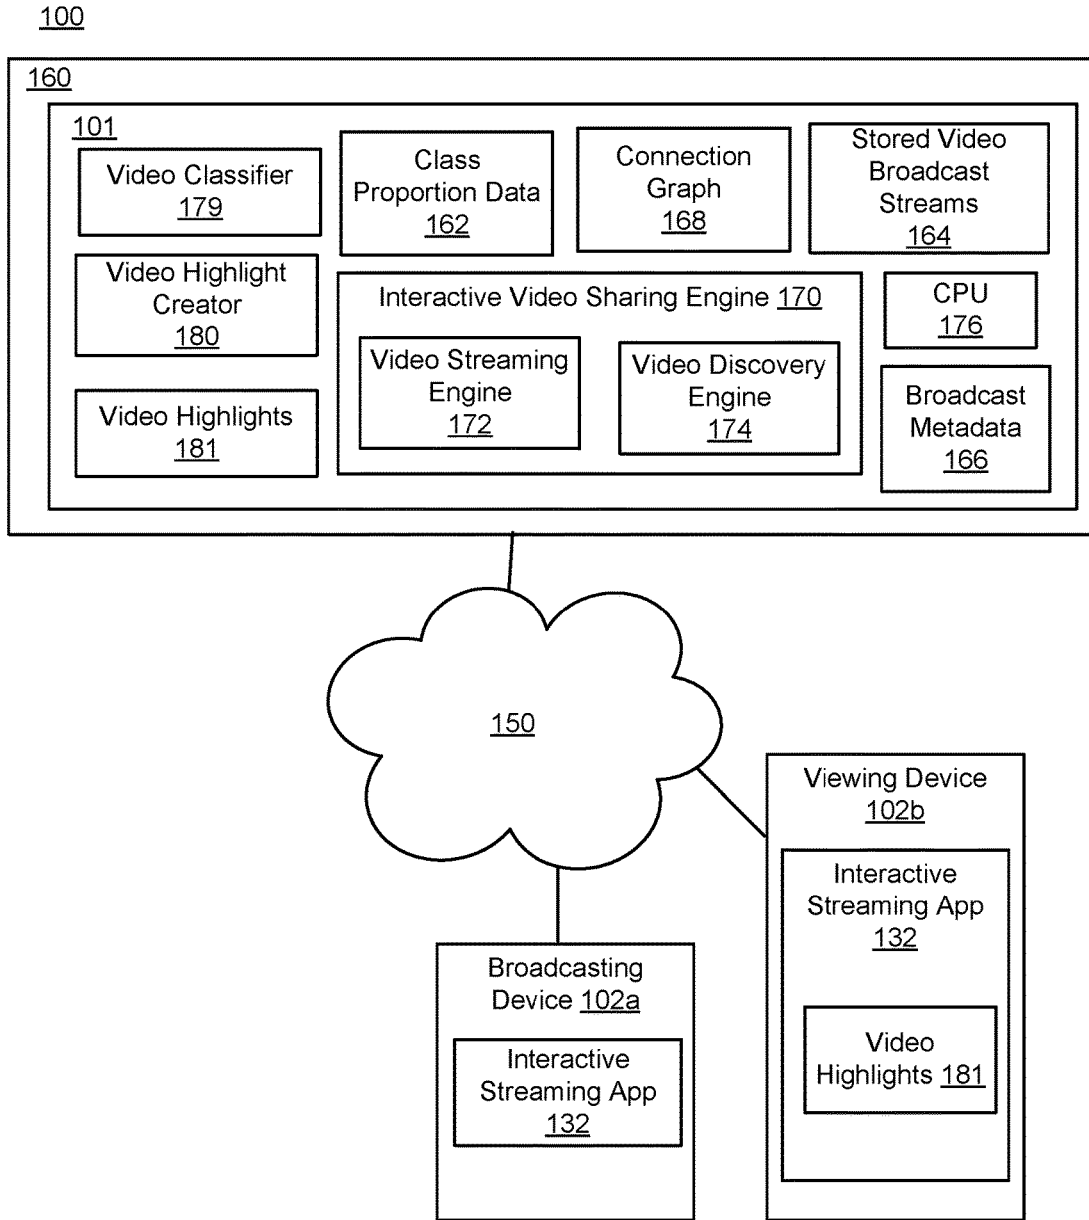 100
160
101
Video Classifier
179
Class
Proportion Data
162
Connection
Graph
168
Stored Video
Broadcast
Streams
164
Video Highlight
Creator
180
Interactive Video Sharing Engine 170
Video Streaming
Engine
172
Video Discovery
Engine
174
CPU
176
Video Highlights
181
Broadcast
Metadata
166
150
Viewing Device
102b
Interactive
Streaming App
132
Video
Highlights 181
Broadcasting
Device 102a
Interactive
Streaming App
132